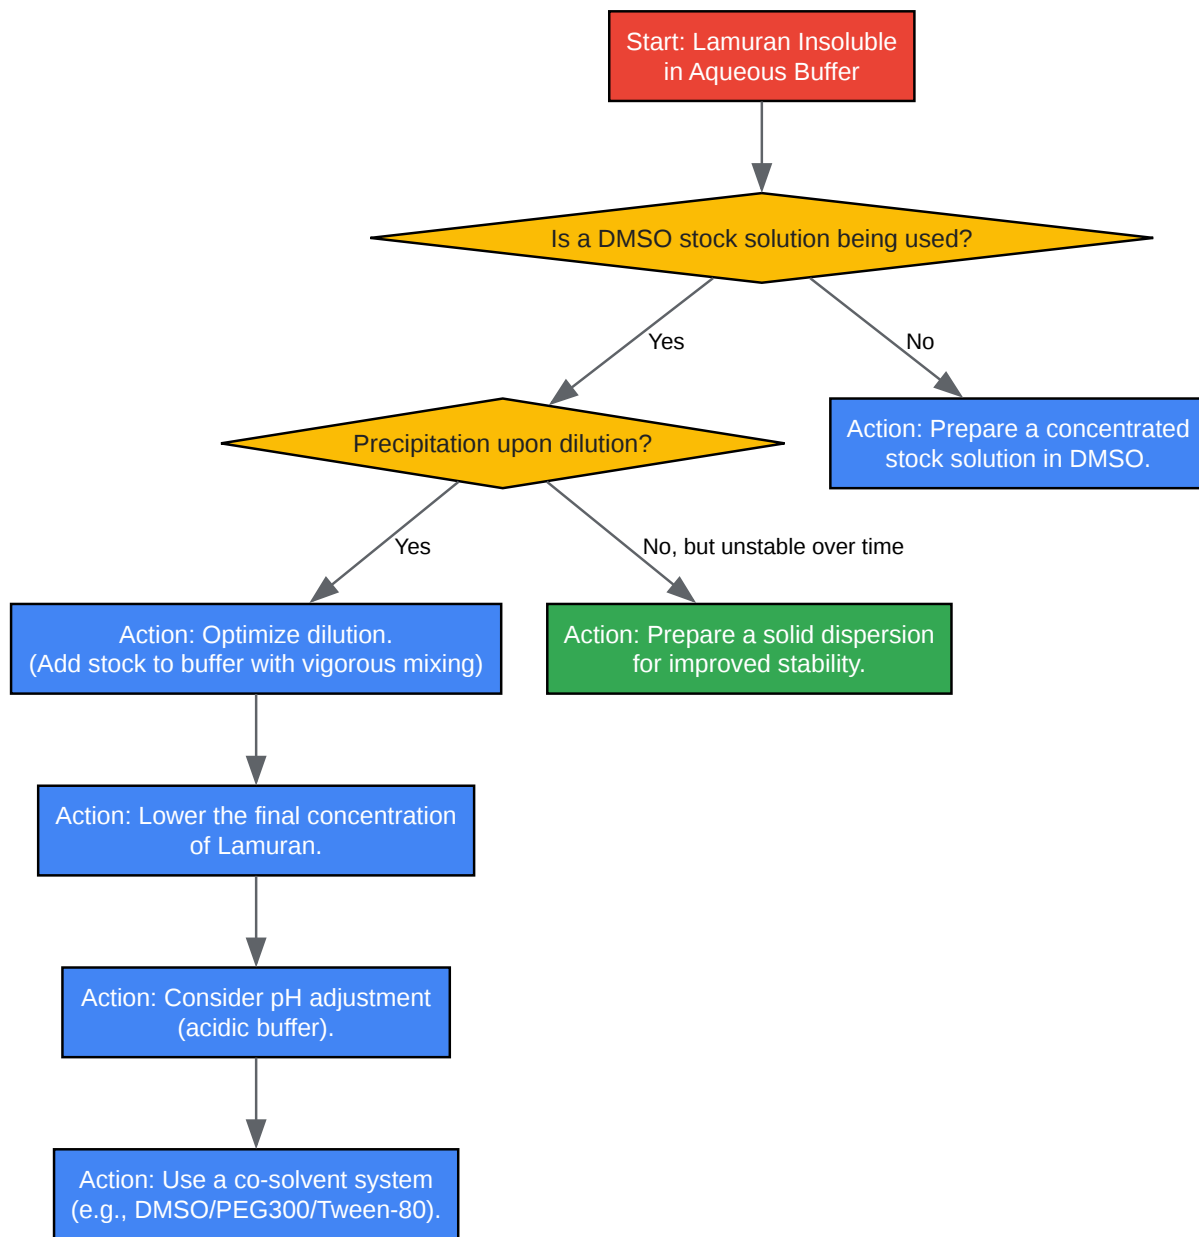 Start: Lamuran Insoluble
in Aqueous Buffer
Is a DMSO stock solution being used?
Yes
No
Precipitation upon dilution?
Action: Prepare a concentrated
stock solution in DMSO.
Yes
No, but unstable over time
Action: Optimize dilution.
(Add stock to buffer with vigorous mixing)
Action: Prepare a solid dispersion
for improved stability.
Action: Lower the final concentration
of Lamuran.
Action: Consider pH adjustment
(acidic buffer).
Action: Use a co-solvent system
(e.g., DMSO/PEG300/Tween-80).